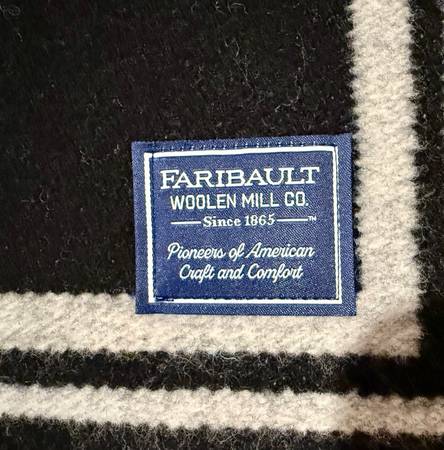 FARIBAULT
WOOLEN MILL CO.
Since 1865 ™
Pioneers of American
Craft and Comfort